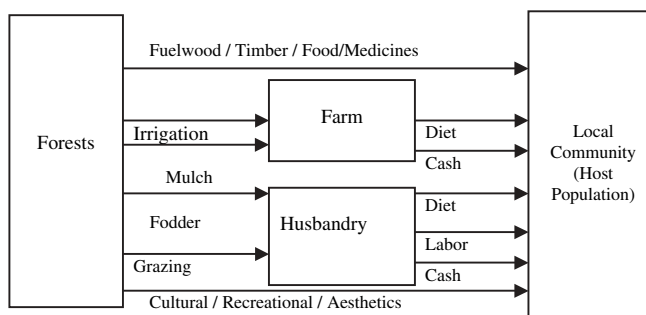 Fuelwood / Timber / Food/Medicines
Forests
Irrigation
Mulch
Fodder
Grazing
Cultural / Recreational / Aesthetics
Farm
Husbandry
Diet
Cash
Diet
Labor
Cash
Local
Community
(Host
Population)